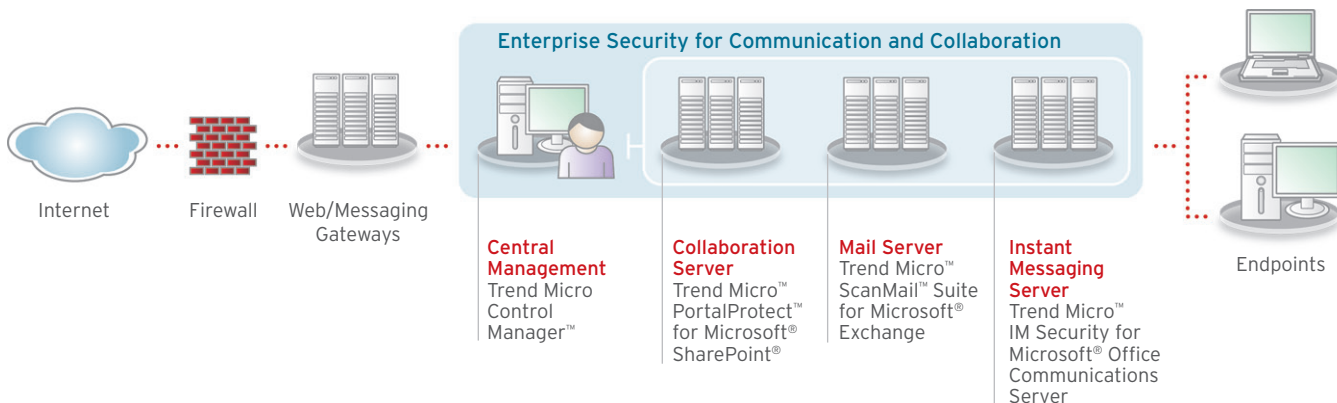 Enterprise Security for Communication and Collaboration
Internet
Firewall
Web/Messaging
Gateways
Central
Management
Trend Micro
Control
Manager™
Collaboration
Server
Trend Micro™
PortalProtect™
for Microsoft®
SharePoint®
Mail Server
Trend Micro™
ScanMail™ Suite
for Microsoft®
Exchange
Instant
Messaging
Server
Trend Micro™
IM Security for
Microsoft® Office
Communications
Server
Endpoints